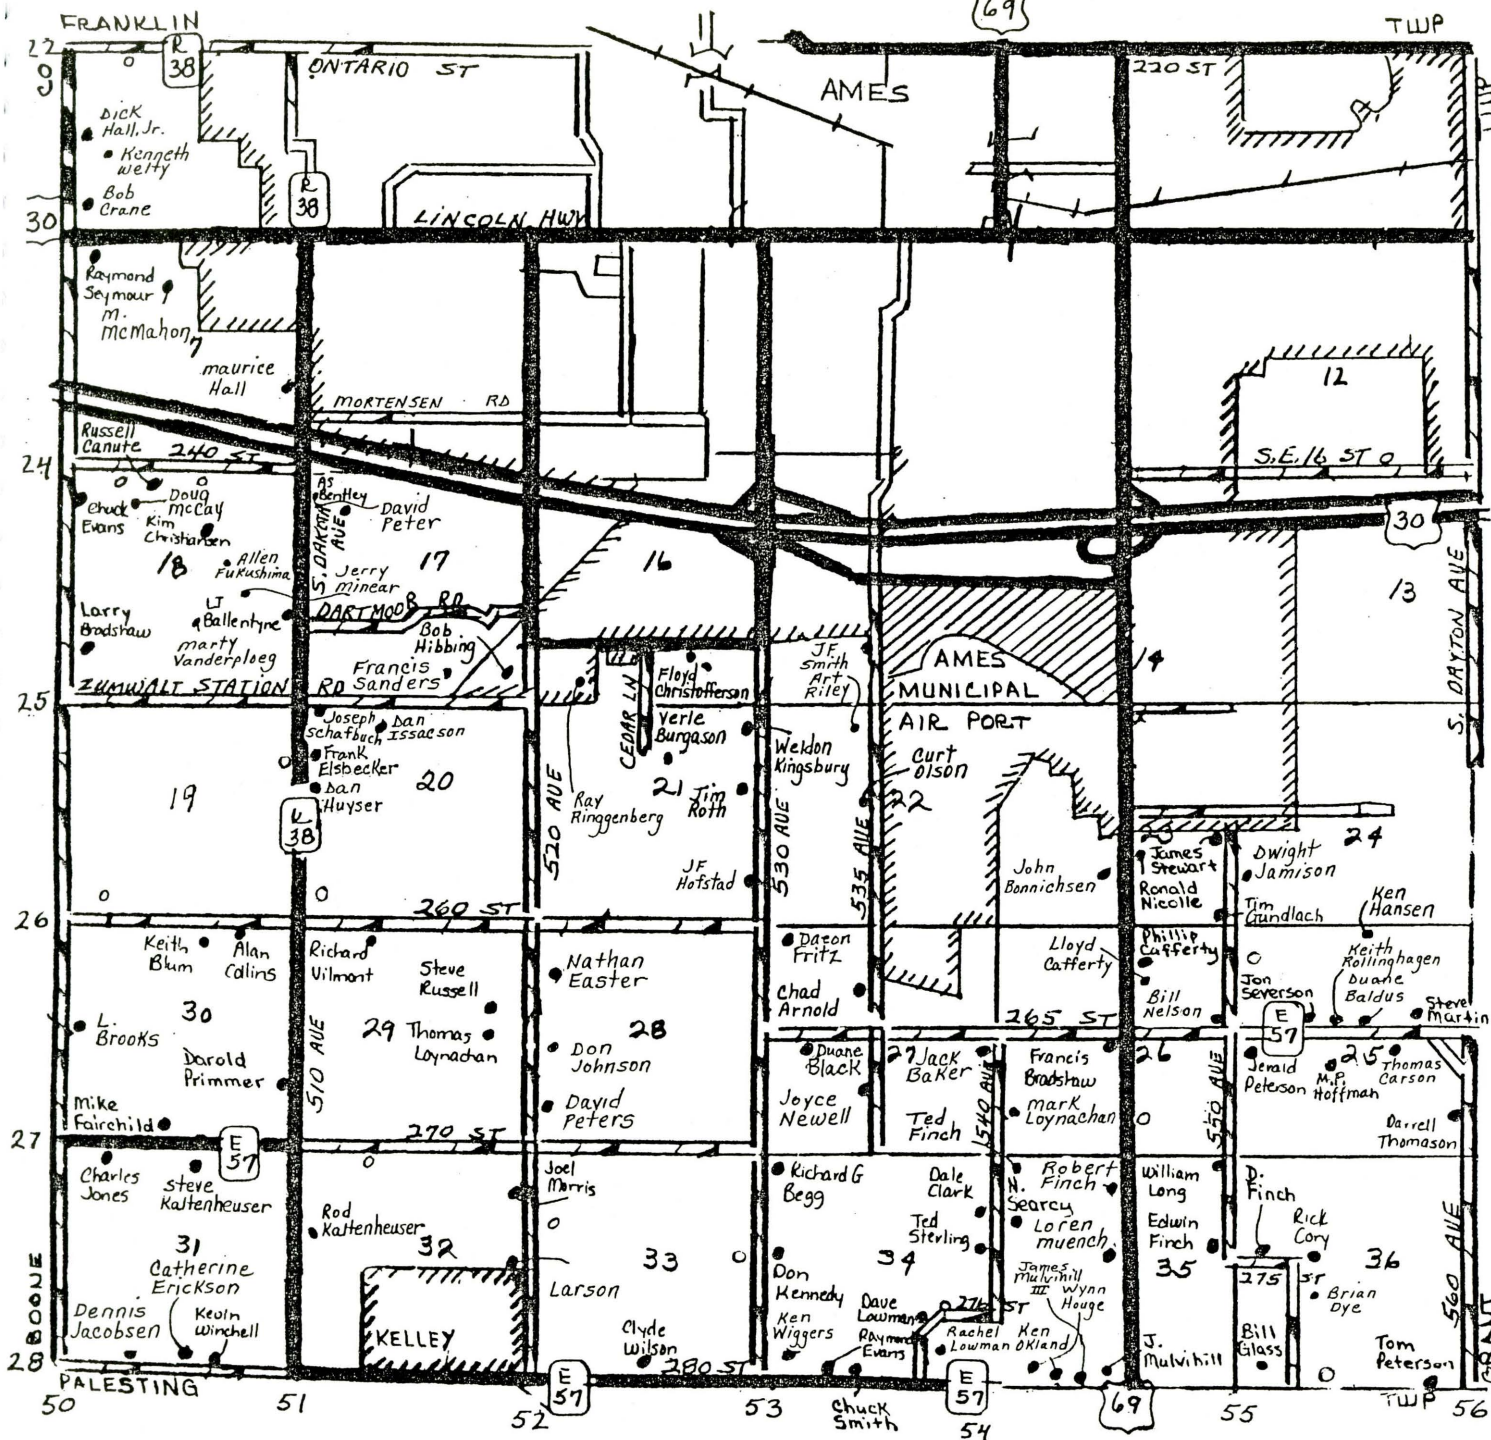 FRANKLIN
TWP
69
R
38
ONTARIO ST
AMES
220 ST
Dick
Hall, Jr.
Kenneth
Welty
Bob
Crane
30
R
38
LINCOLN HWY
Raymond
Seymour
M.
McMahon
7
Maurice
Hall
MORTENSEN RD
12
Russell
Canute
24
240 ST
S.E. 16 ST
Chuck
Evans
Doug
McCay
Kim
Christiansen
AS
Bentley
David
Peter
S. DAKOTA
AVE
30
18
Allen
Fukushima
17
16
13
Jerry
Minear
Larry
Bradshaw
LJ
Ballentyne
Marty
Vanderploeg
DARTMOOR RD
Bob
Hibbing
Francis
Sanders
ZUMWALT STATION RD
CEDAR LN
Floyd
Christofferson
JF
Smith
Art
Riley
AMES
MUNICIPAL
AIR PORT
14
S. DAYTON AVE
25
Joseph
Schafbuch
Dan
Issacson
Frank
Elsbecker
Dan
Huyser
Verle
Burgason
Weldon
Kingsbury
Curt
Olson
19
20
520 AVE
21
Jim
Roth
22
Ray
Ringgenberg
38
JF
Hofstad
530 AVE
535 AVE
John
Bonnichsen
23
James
Stewart
Ronald
Nicolle
Dwight
Jamison
24
Tim
Gundlach
Ken
Hansen
26
260 ST
Keith
Blum
Alan
Collins
Richard
Vilmont
Steve
Russell
Nathan
Easter
Daron
Fritz
Chad
Arnold
Lloyd
Cafferty
Phillip
Cafferty
Bill
Nelson
Jon
Severson
Keith
Rollinghagen
Duane
Baldus
Steve
Martin
L.
Brooks
30
29
28
265 ST
E
57
Thomas
Loynachan
Don
Johnson
Duane
Black
27
Jack
Baker
Francis
Bradshaw
26
Jerald
Peterson
M.P.
Hoffman
25
Thomas
Carson
Darold
Primmer
510 AVE
Joyce
Newell
540 AVE
Mark
Loynachan
550 AVE
Darrell
Thomason
Mike
Fairchild
David
Peters
Ted
Finch
27
E
57
270 ST
Charles
Jones
Steve
Kaltenheuser
Joel
Morris
Richard G
Begg
Dale
Clark
N.
Searcy
Robert
Finch
William
Long
D.
Finch
Rod
Kaltenheuser
Ted
Sterling
Loren
Muench
Edwin
Finch
Rick
Cory
31
32
33
34
35
36
Catherine
Erickson
Larson
Don
Kennedy
James
Mulvihill
III
Wynn
Houge
275 ST
Brian
Dye
560 AVE
BOONE
Dennis
Jacobsen
Kevin
Winchell
KELLEY
Clyde
Wilson
Ken
Wiggers
Dave
Lowman
276 ST
Raymond
Evans
Rachel
Lowman
Ken
Okland
J.
Mulvihill
Bill
Glass
Tom
Peterson
GRANT
28
280 ST
PALESTING
E
57
Chuck
Smith
E
57
69
TWP
50
51
52
53
54
55
56